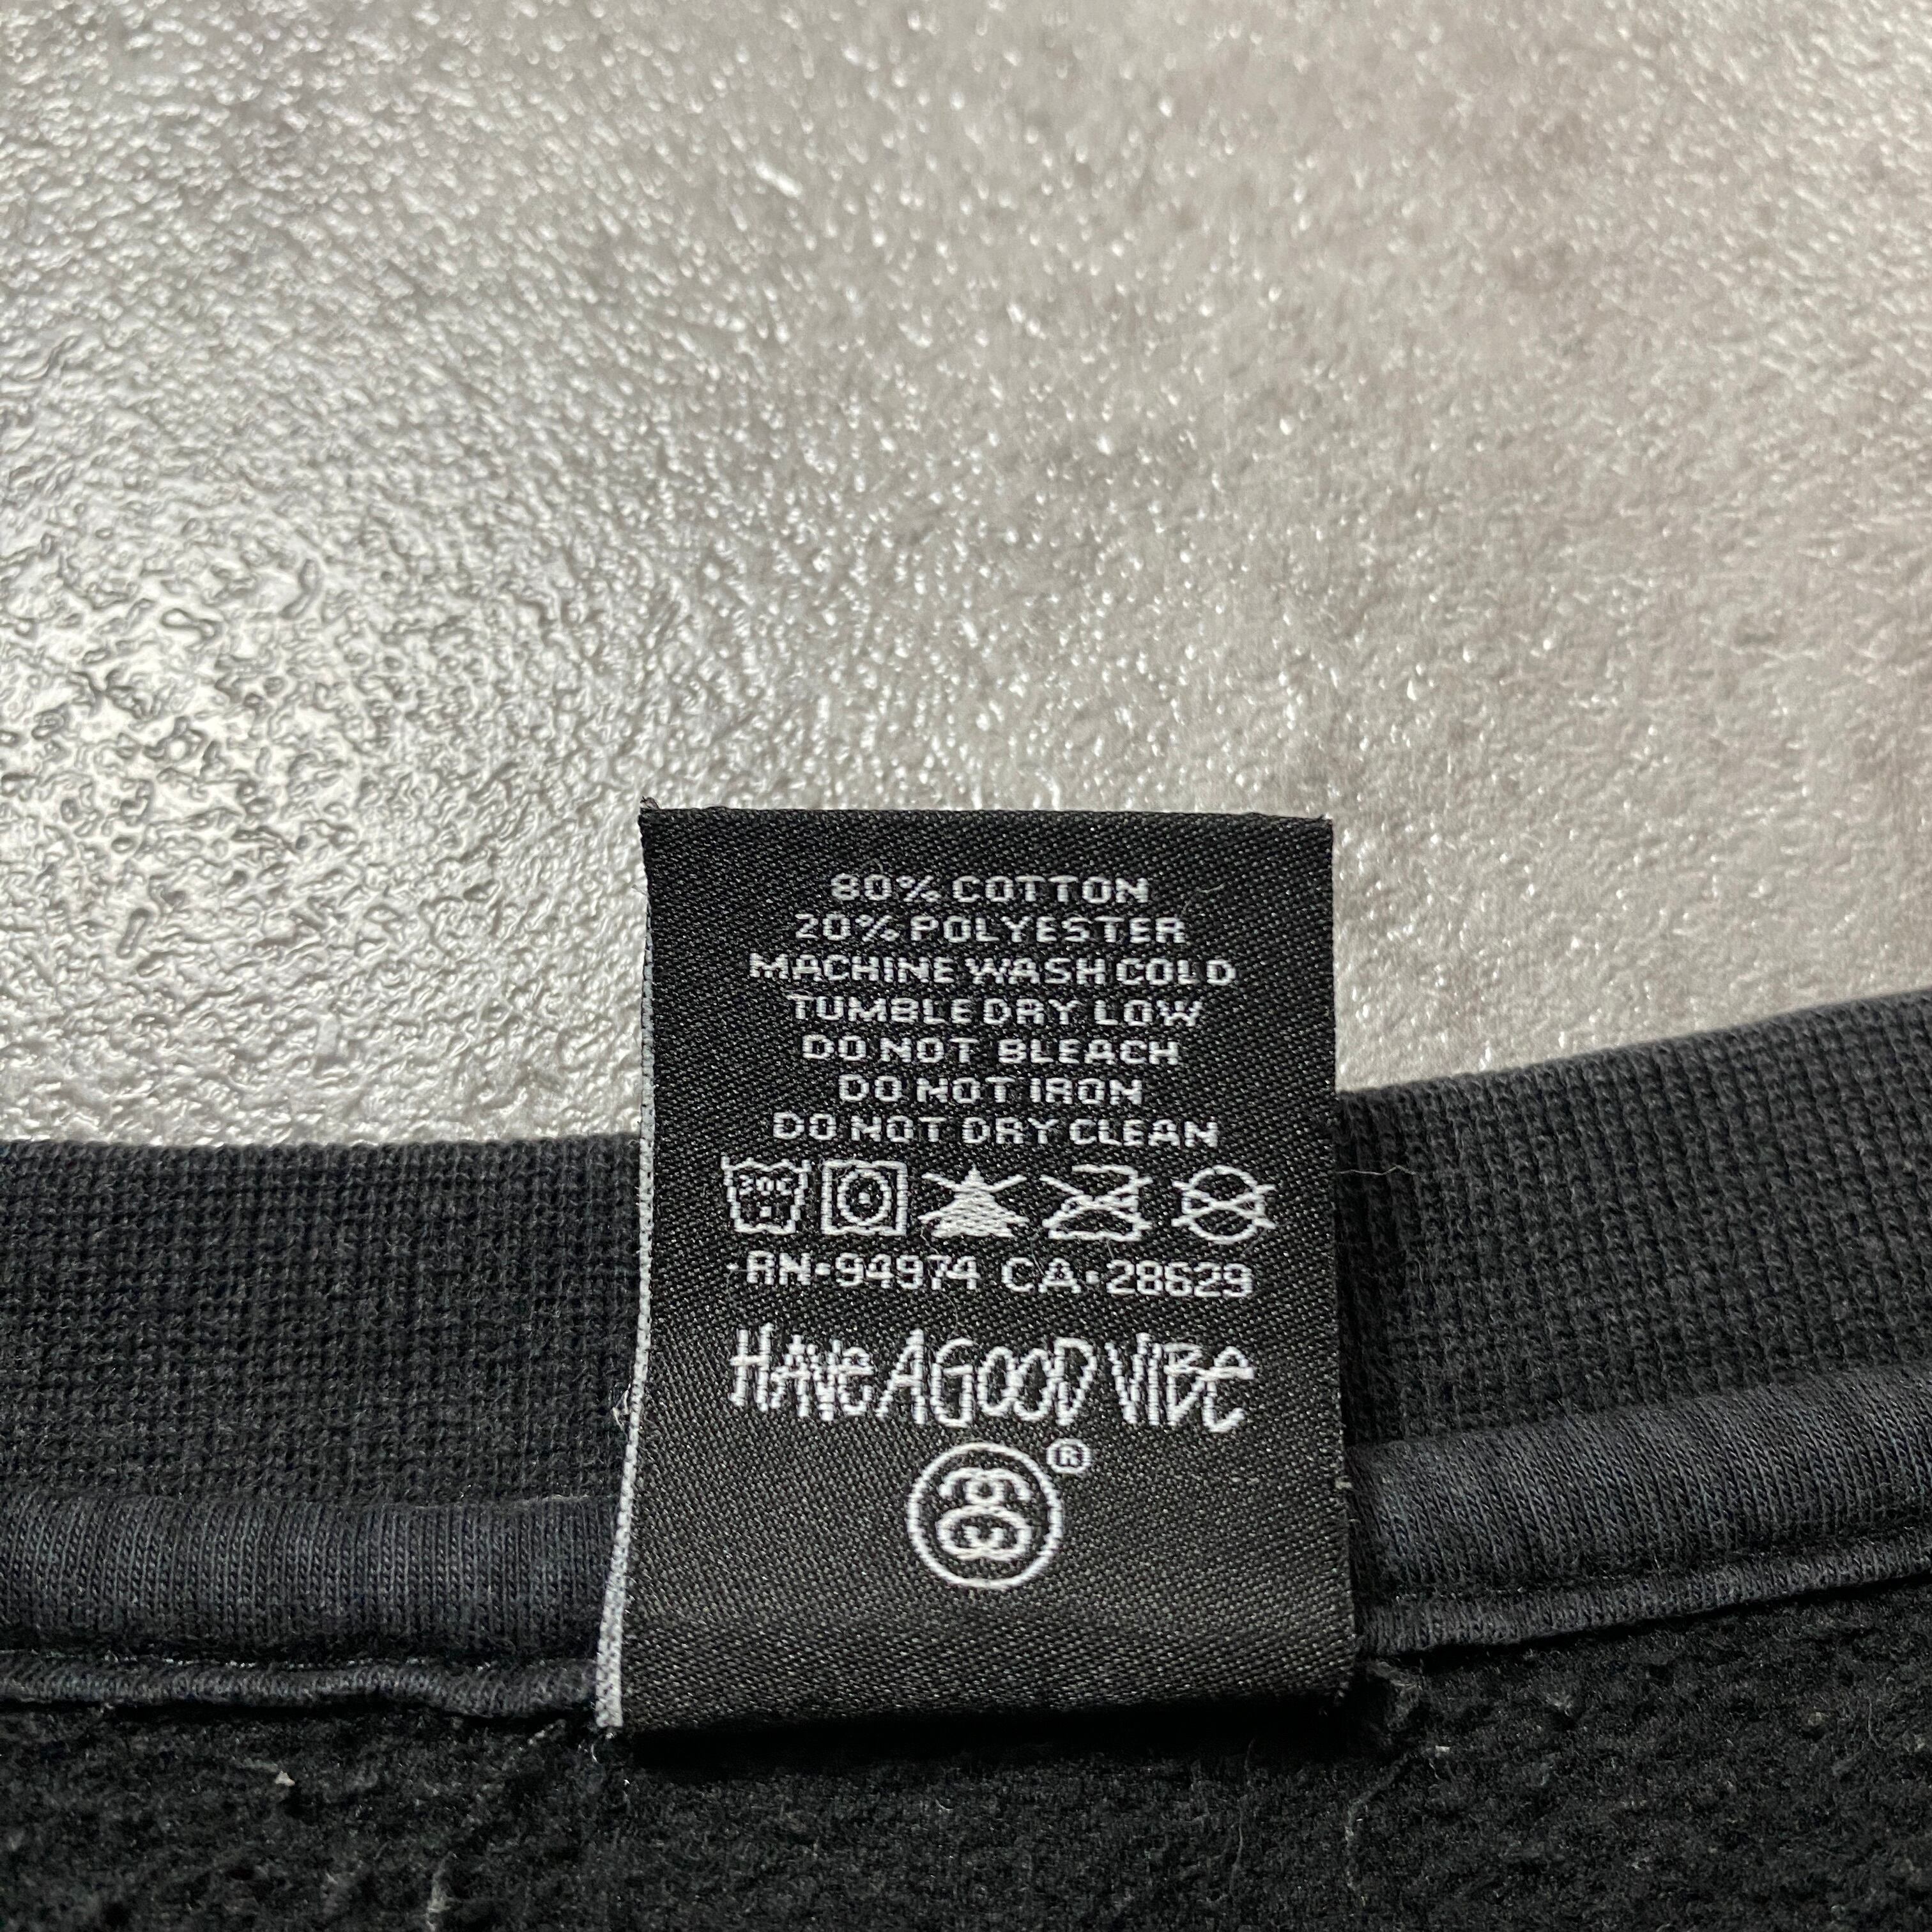 80% COTTON
20% POLYESTER
MACHINE WASH COLD
TUMBLE DRY LOW
DO NOT BLEACH
DO NOT IRON
DO NOT DRY CLEAN
20C
RN•94974 CA•28629
HAVE A GOOD VIBE
®